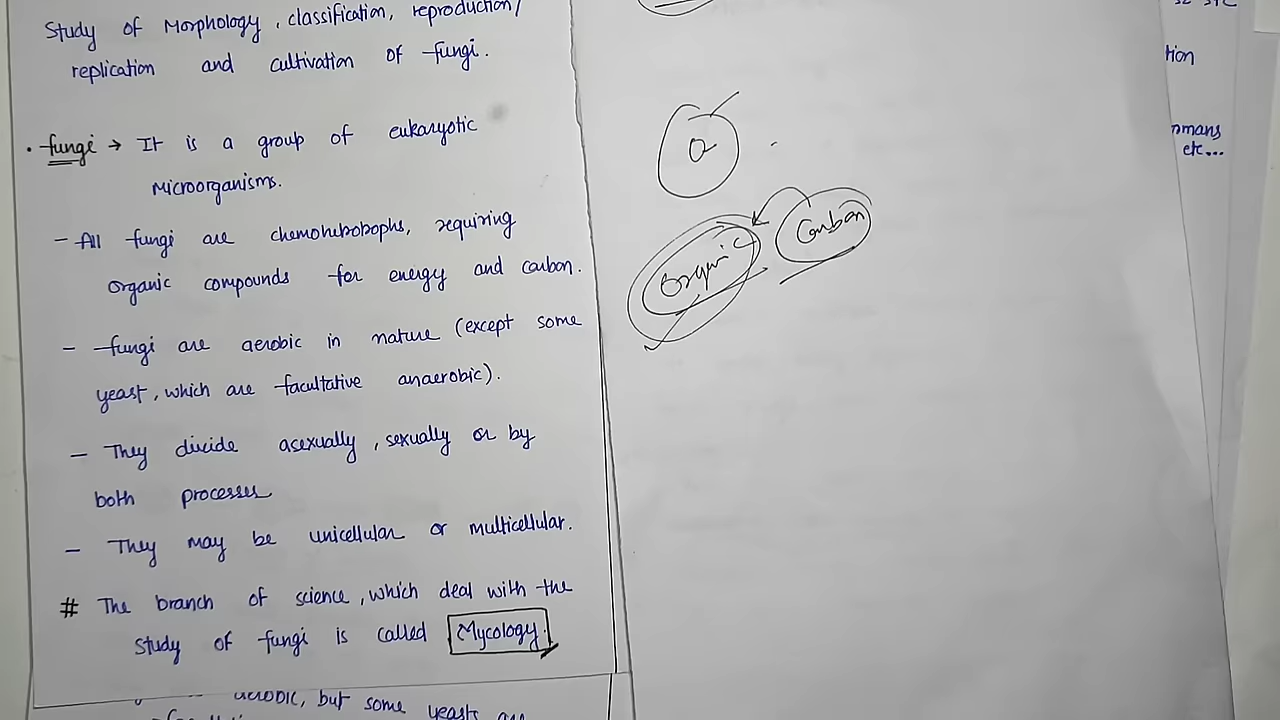 Study of Morphology, classification, reproduction/
replication and cultivation of fungi.
• fungi → It is a group of eukaryotic
Microorganisms.
- All fungi are chemoheterotrophs, requiring
organic compounds for energy and carbon.
- fungi are aerobic in nature (except some
yeast, which are facultative anaerobic).
- They divide asexually, sexually or by
both processes
- They may be unicellular or multicellular.
# The branch of science, which deal with the
study of fungi is called Mycology.
aerobic, but some yeasts are
Organic
Carbon
tion
mans
etc...